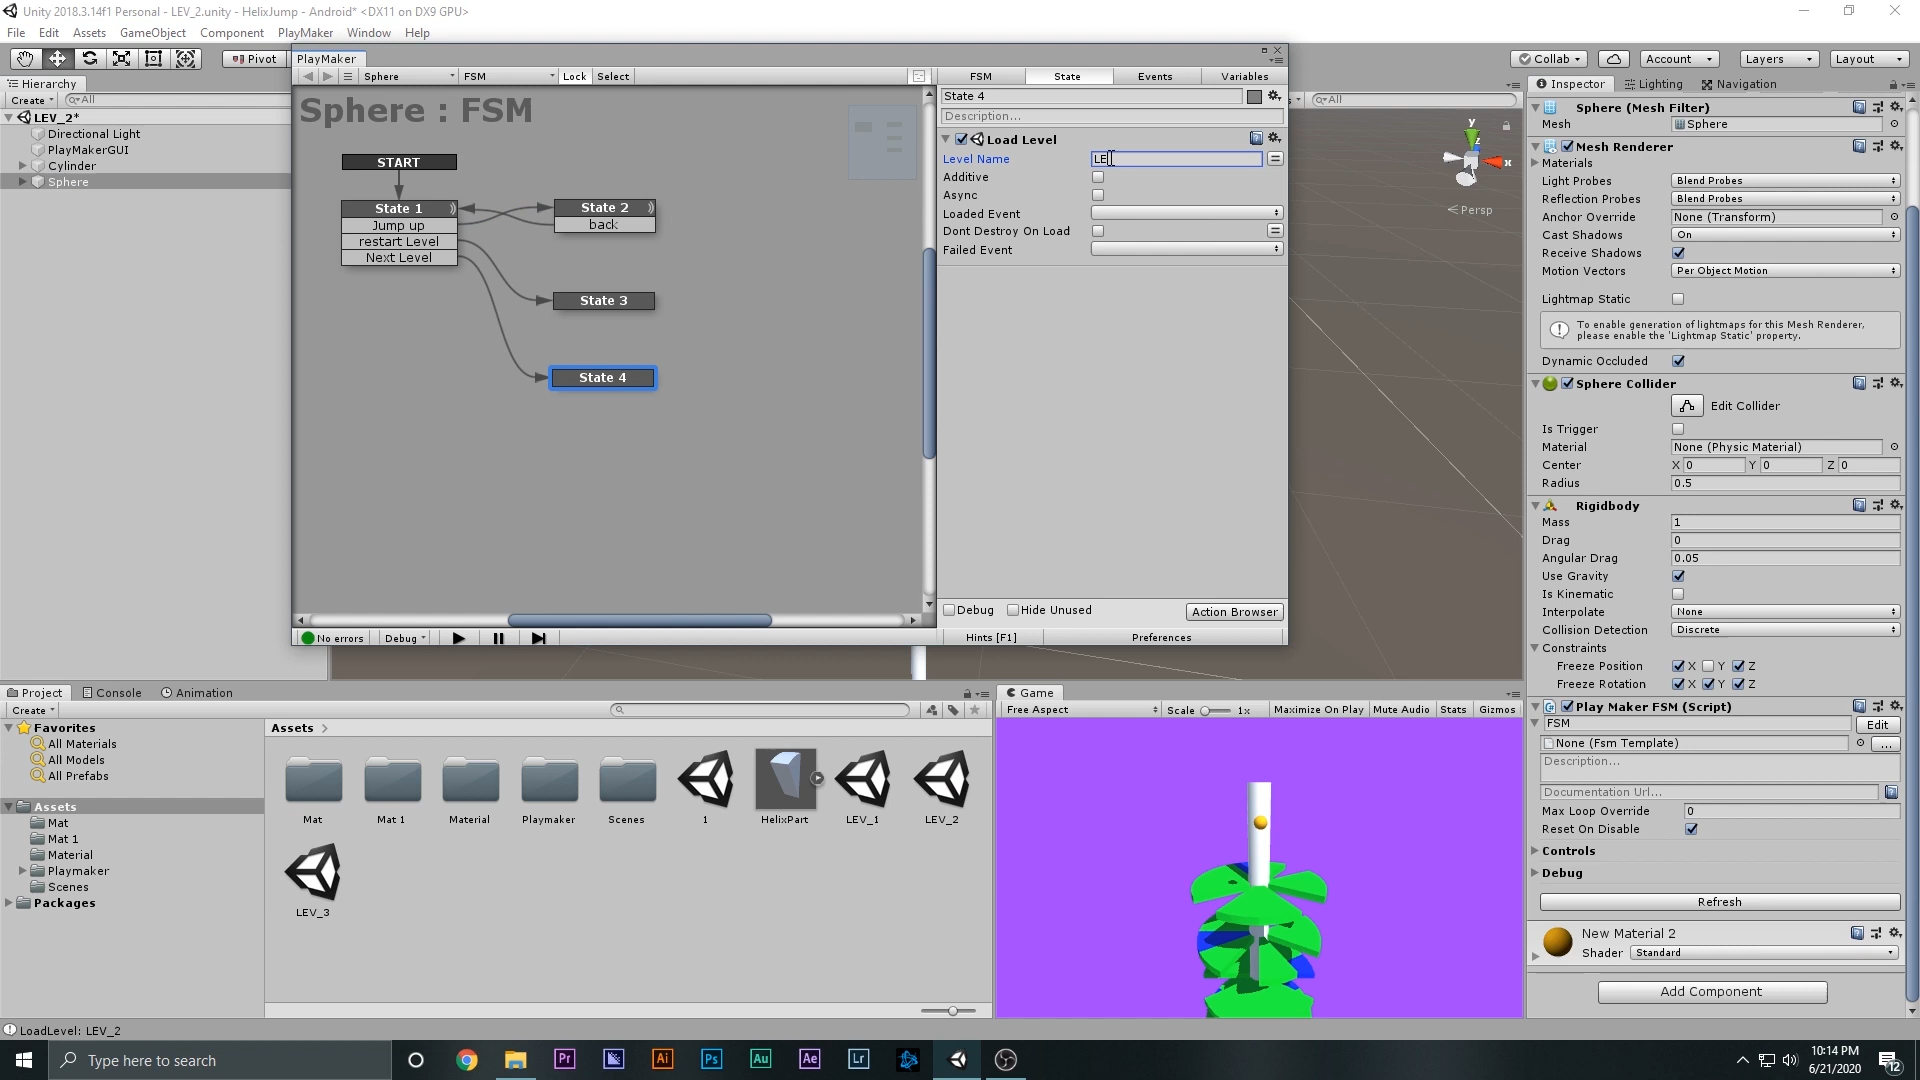 Unity 2018.3.14f1 Personal - LEV_2.unity - HelixJump - Android* <DX11 on DX9 GPU>
File Edit Assets GameObject Component PlayMaker Window Help
Pivot
Collab Account Layers Layout
Hierarchy
Create All
LEV_2*
Directional Light
PlayMakerGUI
Cylinder
Sphere
PlayMaker
Sphere FSM Lock Select
Sphere : FSM
START
State 1
Jump up
restart Level
Next Level
State 2
back
State 3
State 4
No errors Debug
FSM State Events Variables
State 4
Description...
Load Level
Level Name LE
Additive
Async
Loaded Event
Dont Destroy On Load
Failed Event
Debug Hide Unused Action Browser
Hints [F1] Preferences
All
y
z
x
Persp
Inspector Lighting Navigation
Sphere (Mesh Filter)
Mesh Sphere
Mesh Renderer
Materials
Light Probes Blend Probes
Reflection Probes Blend Probes
Anchor Override None (Transform)
Cast Shadows On
Receive Shadows
Motion Vectors Per Object Motion
Lightmap Static
To enable generation of lightmaps for this Mesh Renderer,
please enable the 'Lightmap Static' property.
Dynamic Occluded
Sphere Collider
Edit Collider
Is Trigger
Material None (Physic Material)
Center X 0 Y 0 Z 0
Radius 0.5
Rigidbody
Mass 1
Drag 0
Angular Drag 0.05
Use Gravity
Is Kinematic
Interpolate None
Collision Detection Discrete
Constraints
Freeze Position X Y Z
Freeze Rotation X Y Z
Play Maker FSM (Script)
FSM Edit
None (Fsm Template) ...
Description...
Documentation Url...
Max Loop Override 0
Reset On Disable
Controls
Debug
Refresh
New Material 2
Shader Standard
Add Component
Project Console Animation
Create
Favorites
All Materials
All Models
All Prefabs
Assets
Mat
Mat 1
Material
Playmaker
Scenes
Packages
Assets
Mat Mat 1 Material Playmaker Scenes 1 HelixPart LEV_1 LEV_2
LEV_3
Game
Free Aspect Scale 1x Maximize On Play Mute Audio Stats Gizmos
LoadLevel: LEV_2
Type here to search
Pr Ai Ps Au Ae Lr
10:14 PM
6/21/2020
12